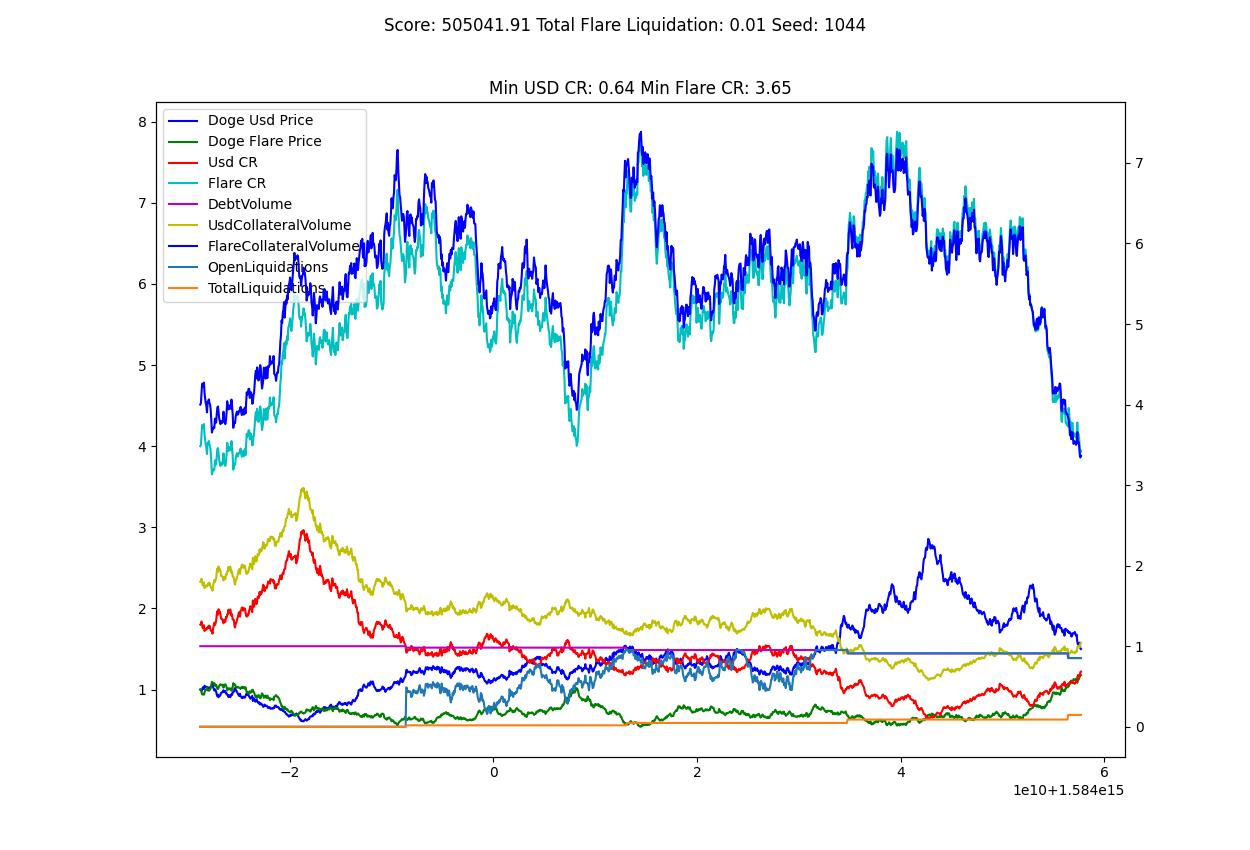 Score: 505041.91 Total Flare Liquidation: 0.01 Seed: 1044
Min USD CR: 0.64 Min Flare CR: 3.65
Doge Usd Price
Doge Flare Price
Usd CR
Flare CR
DebtVolume
UsdCollateralVolume
FlareCollateralVolume
OpenLiquidations
TotalLiquidations
8
7
6
5
4
3
2
1
7
6
5
4
3
2
1
0
−2
0
2
4
6
1e10+1.584e15